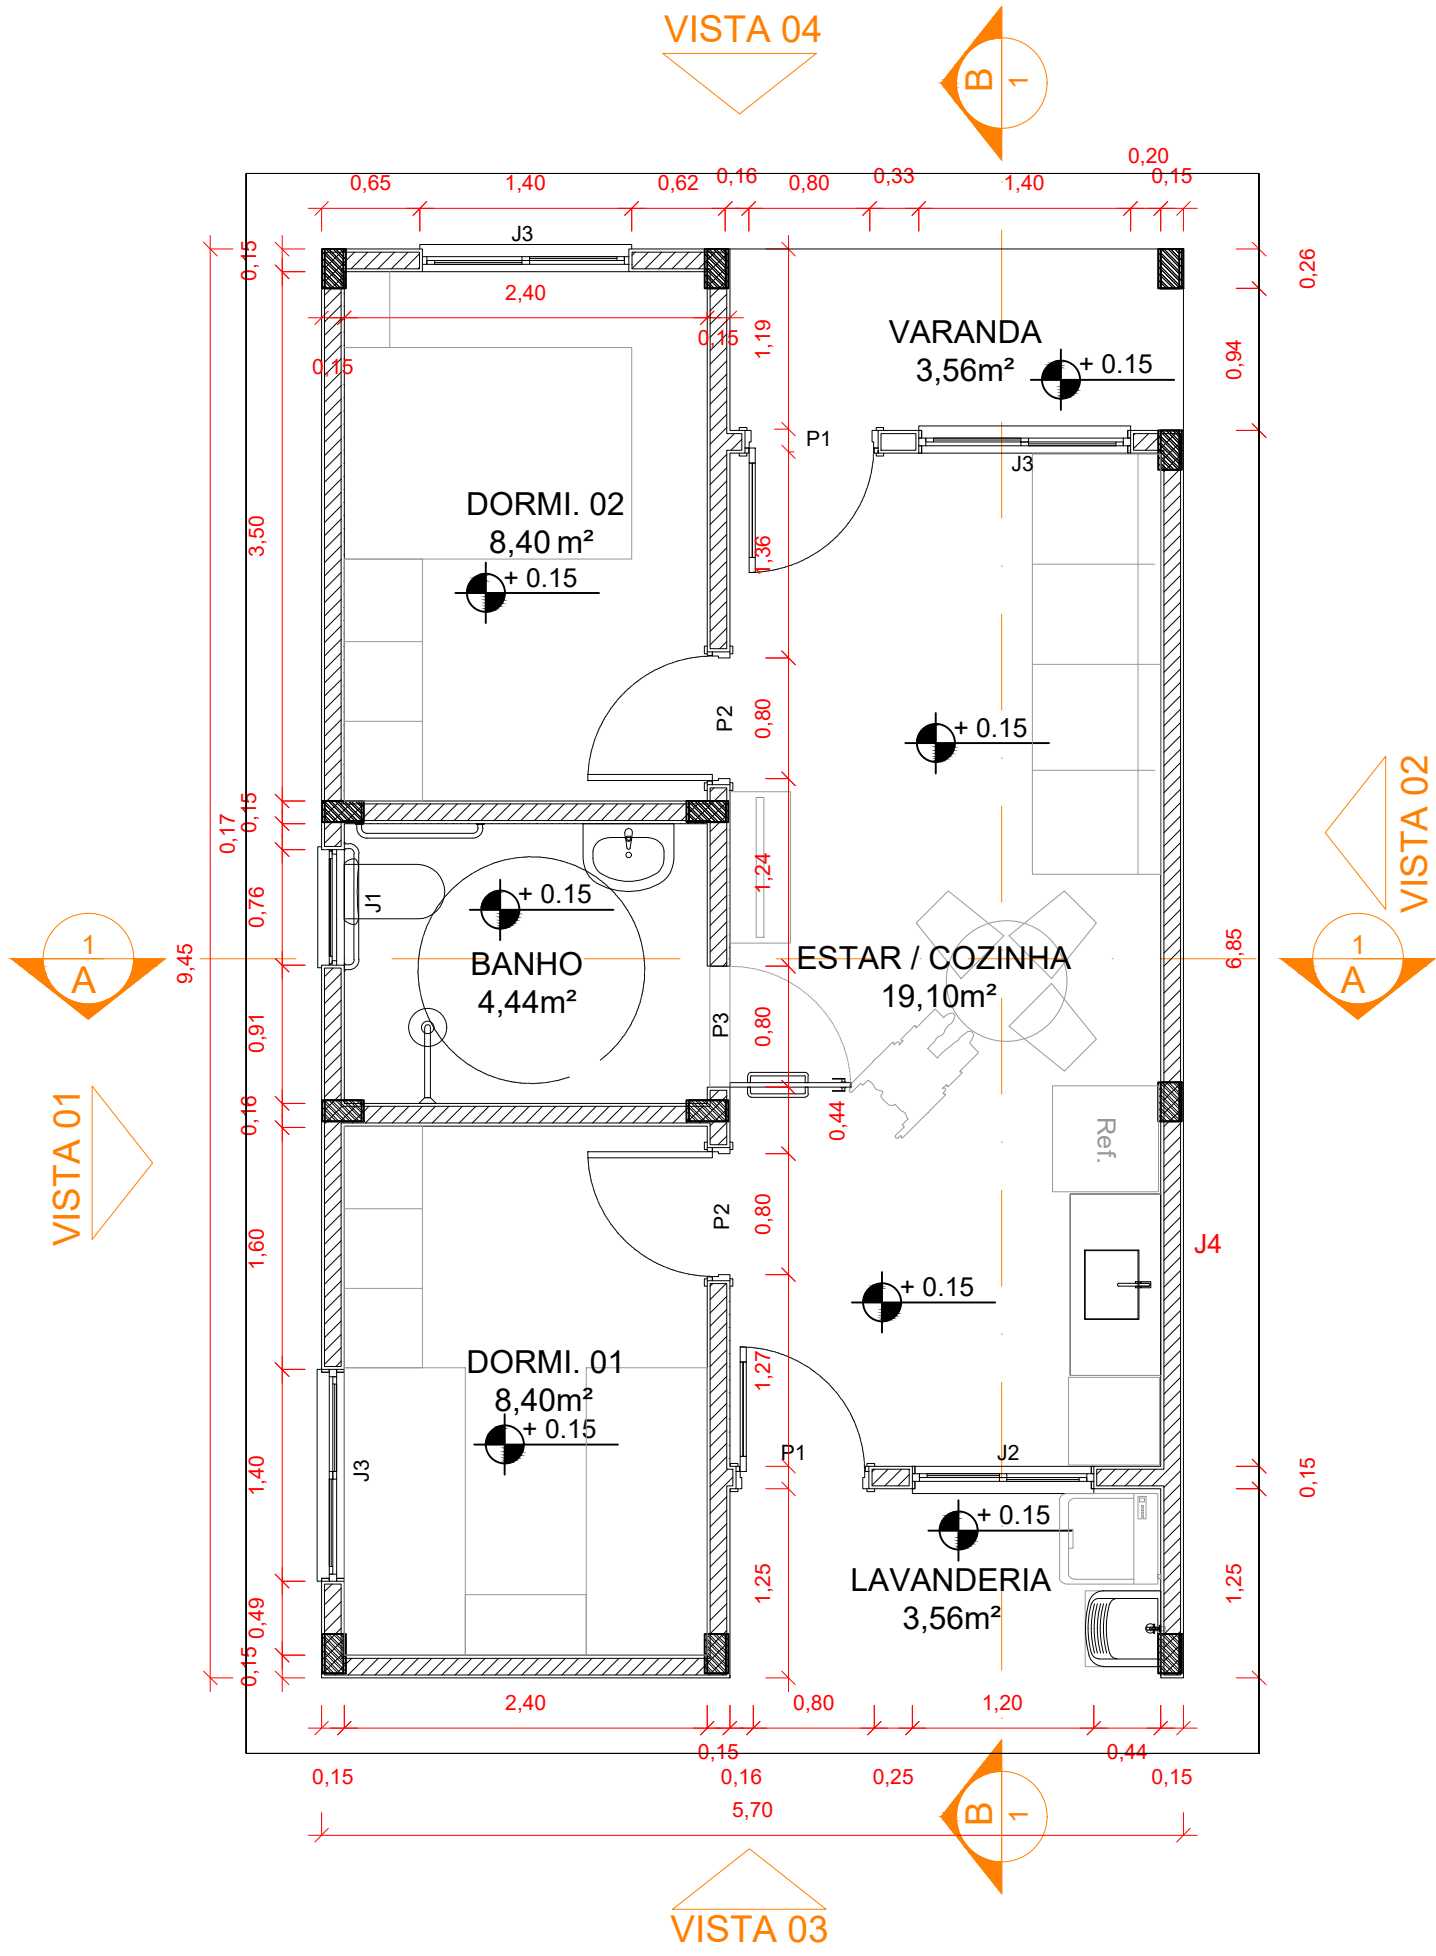 VISTA 04
B
1
0,20
0,65
1,40
0,62
0,16
0,80
0,33
1,40
0,15
J3
0,15
2,40
0,15
0,15
1,19
VARANDA
3,56m²
+ 0.15
0,26
0,94
P1
J3
DORMI. 02
8,40 m²
+ 0.15
3,50
1,36
P2
0,80
+ 0.15
VISTA 02
0,15
0,17
0,76
J1
+ 0.15
1,24
BANHO
4,44m²
ESTAR / COZINHA
19,10m²
1
A
9,45
6,85
1
A
0,91
P3
0,80
0,16
0,44
Ref.
VISTA 01
1,60
P2
0,80
J4
+ 0.15
DORMI. 01
8,40m²
+ 0.15
1,27
1,40
J3
P1
J2
0,15
+ 0.15
LAVANDERIA
3,56m²
0,49
0,15
1,25
1,25
2,40
0,80
1,20
0,15
0,44
0,15
0,16
0,25
0,15
5,70
B
1
VISTA 03